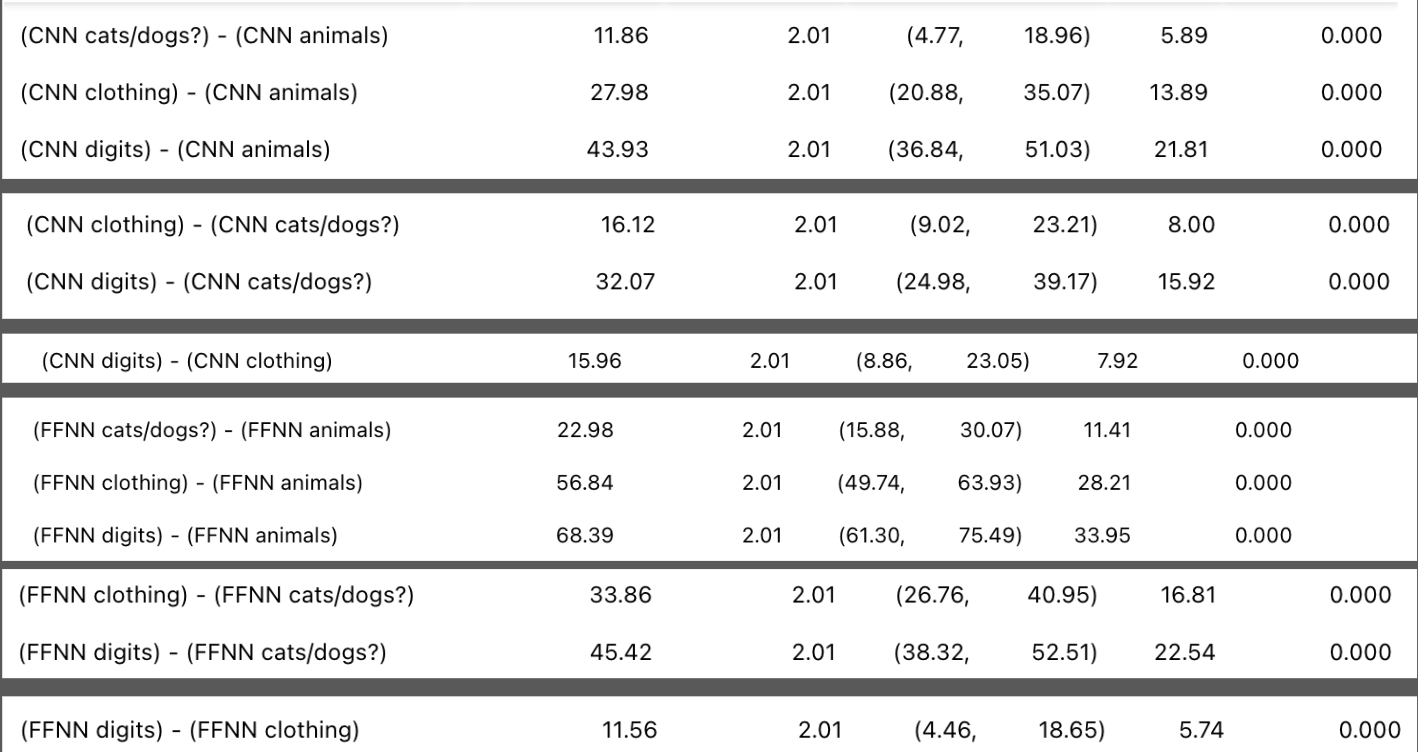 (CNN cats/dogs?) - (CNN animals) 11.86 2.01 (4.77, 18.96) 5.89 0.000
(CNN clothing) - (CNN animals) 27.98 2.01 (20.88, 35.07) 13.89 0.000
(CNN digits) - (CNN animals) 43.93 2.01 (36.84, 51.03) 21.81 0.000
(CNN clothing) - (CNN cats/dogs?) 16.12 2.01 (9.02, 23.21) 8.00 0.000
(CNN digits) - (CNN cats/dogs?) 32.07 2.01 (24.98, 39.17) 15.92 0.000
(CNN digits) - (CNN clothing) 15.96 2.01 (8.86, 23.05) 7.92 0.000
(FFNN cats/dogs?) - (FFNN animals) 22.98 2.01 (15.88, 30.07) 11.41 0.000
(FFNN clothing) - (FFNN animals) 56.84 2.01 (49.74, 63.93) 28.21 0.000
(FFNN digits) - (FFNN animals) 68.39 2.01 (61.30, 75.49) 33.95 0.000
(FFNN clothing) - (FFNN cats/dogs?) 33.86 2.01 (26.76, 40.95) 16.81 0.000
(FFNN digits) - (FFNN cats/dogs?) 45.42 2.01 (38.32, 52.51) 22.54 0.000
(FFNN digits) - (FFNN clothing) 11.56 2.01 (4.46, 18.65) 5.74 0.000